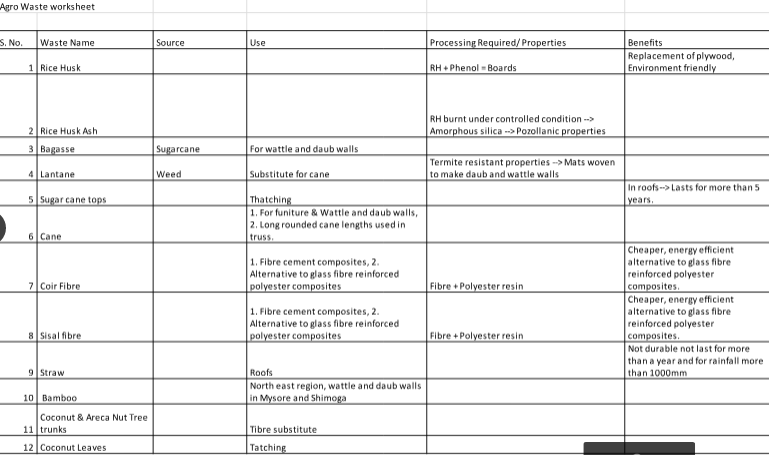 Agro Waste worksheet
S. No. Waste Name Source Use Processing Required/ Properties Benefits
1 Rice Husk RH + Phenol = Boards Replacement of plywood,
Environment friendly
2 Rice Husk Ash RH burnt under controlled condition -->
Amorphous silica --> Pozollanic properties
3 Bagasse Sugarcane For wattle and daub walls
4 Lantane Weed Substitute for cane Termite resistant properties --> Mats woven
to make daub and wattle walls
5 Sugar cane tops Thatching In roofs--> Lasts for more than 5
years.
6 Cane 1. For funiture & Wattle and daub walls,
2. Long rounded cane lengths used in
truss.
7 Coir Fibre 1. Fibre cement composites, 2.
Alternative to glass fibre reinforced
polyester composites Fibre + Polyester resin Cheaper, energy efficient
alternative to glass fibre
reinforced polyester
composites.
8 Sisal fibre 1. Fibre cement composites, 2.
Alternative to glass fibre reinforced
polyester composites Fibre + Polyester resin Cheaper, energy efficient
alternative to glass fibre
reinforced polyester
composites.
9 Straw Roofs Not durable not last for more
than a year and for rainfall more
than 1000mm
10 Bamboo North east region, wattle and daub walls
in Mysore and Shimoga
11 Coconut & Areca Nut Tree
trunks Tibre substitute
12 Coconut Leaves Tatching